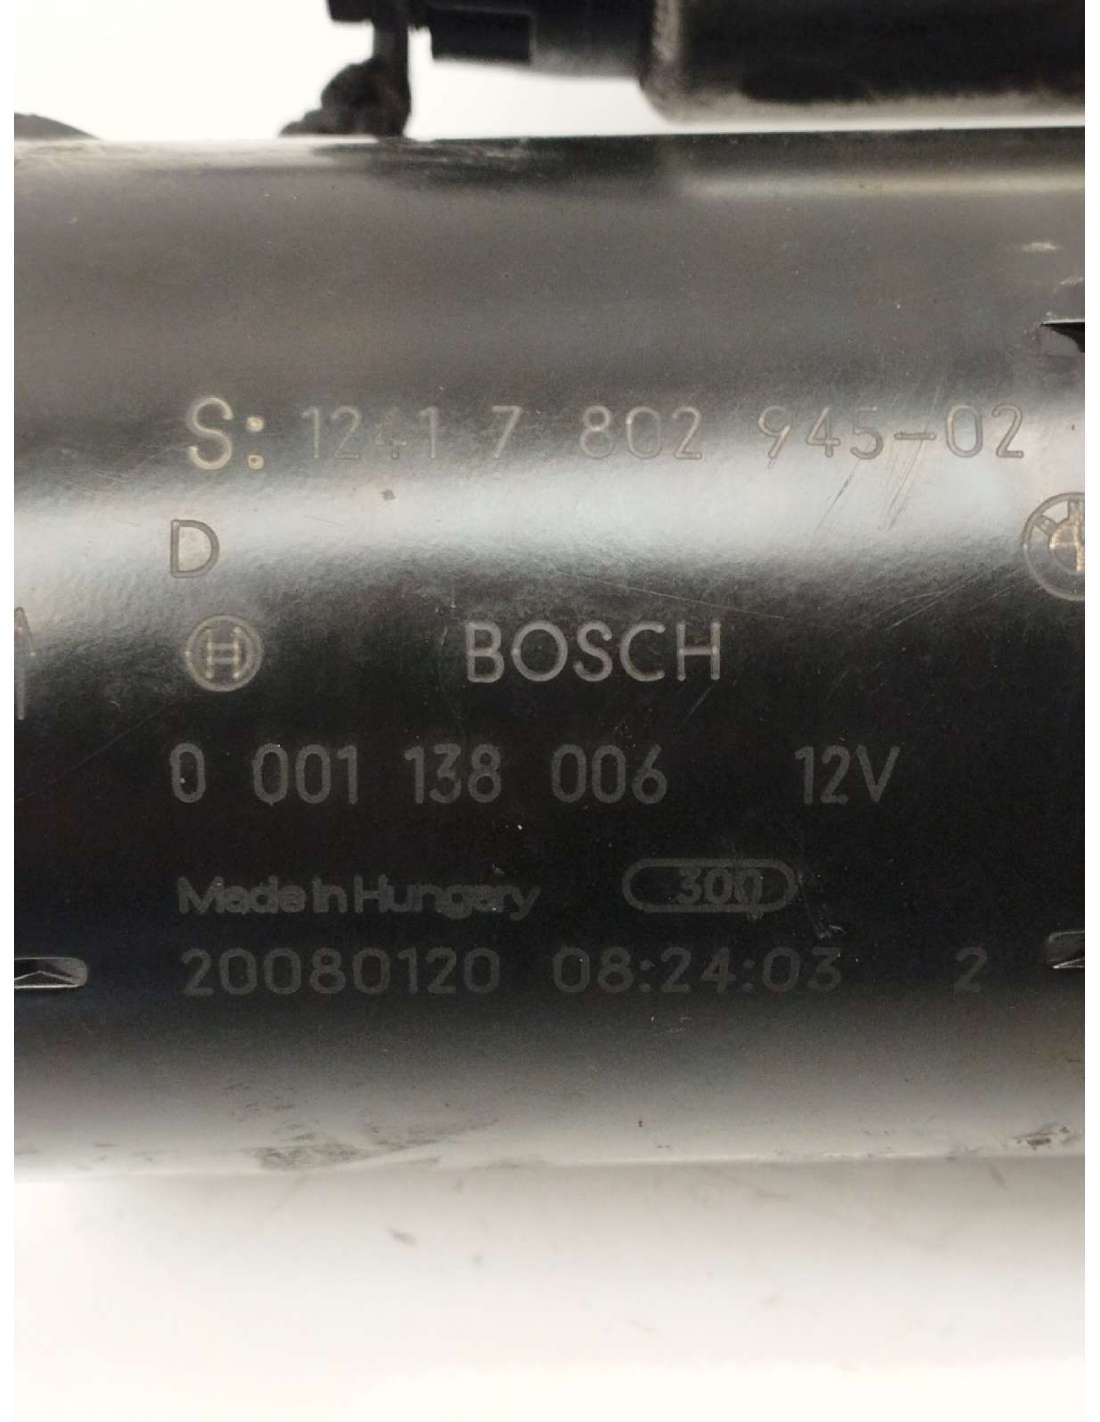 S: 1241 7 802 945-02
D
BOSCH
0 001 138 006 12V
Made In Hungary 300
20080120 08:24:03 2